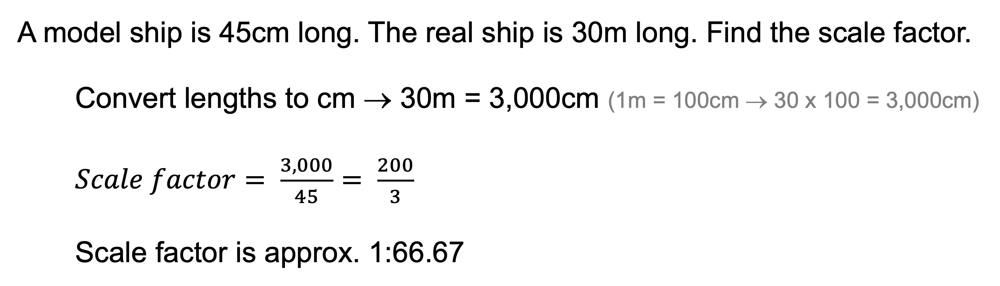 A model ship is 45cm long. The real ship is 30m long. Find the scale factor.
Convert lengths to cm → 30m = 3,000cm (1m = 100cm → 30 x 100 = 3,000cm)
Scale factor = 3,000/45 = 200/3
Scale factor is approx. 1:66.67